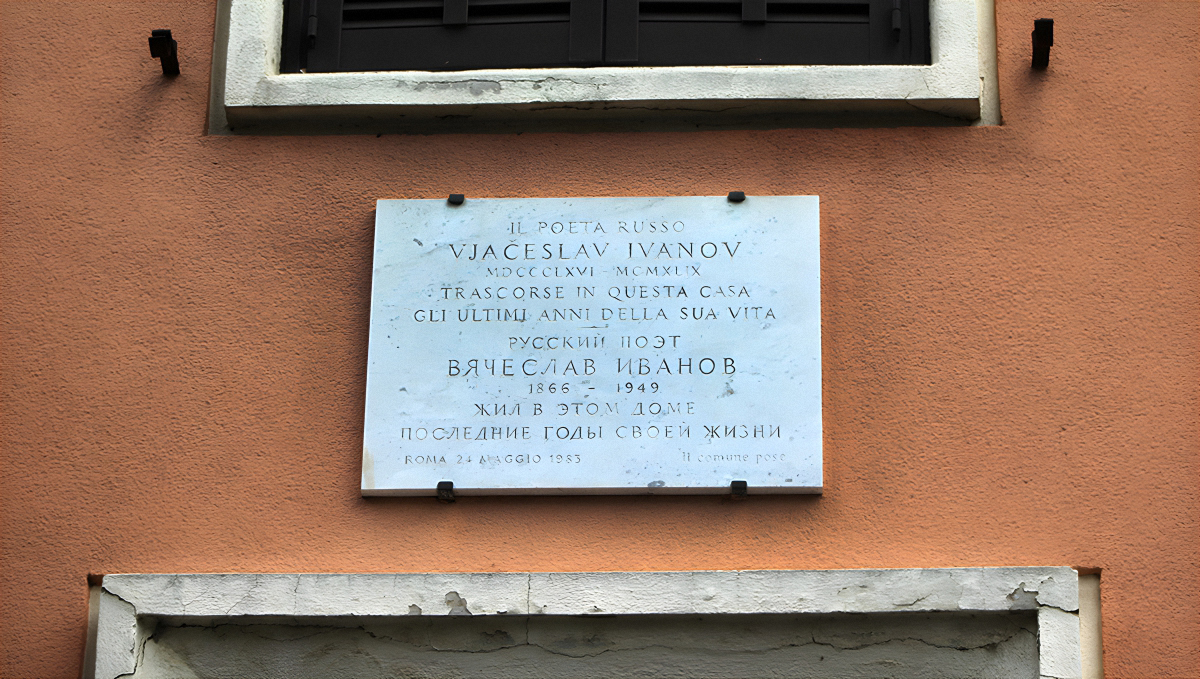 IL POETA RUSSO
VJAČESLAV IVANOV
MDCCCLXVI - MCMXLIX
TRASCORSE IN QUESTA CASA
GLI ULTIMI ANNI DELLA SUA VITA
РУССКИЙ ПОЭТ
ВЯЧЕСЛАВ ИВАНОВ
1866 - 1949
ЖИЛ В ЭТОМ ДОМЕ
ПОСЛЕДНИЕ ГОДЫ СВОЕЙ ЖИЗНИ
ROMA 24 MAGGIO 1983 Il comune pose